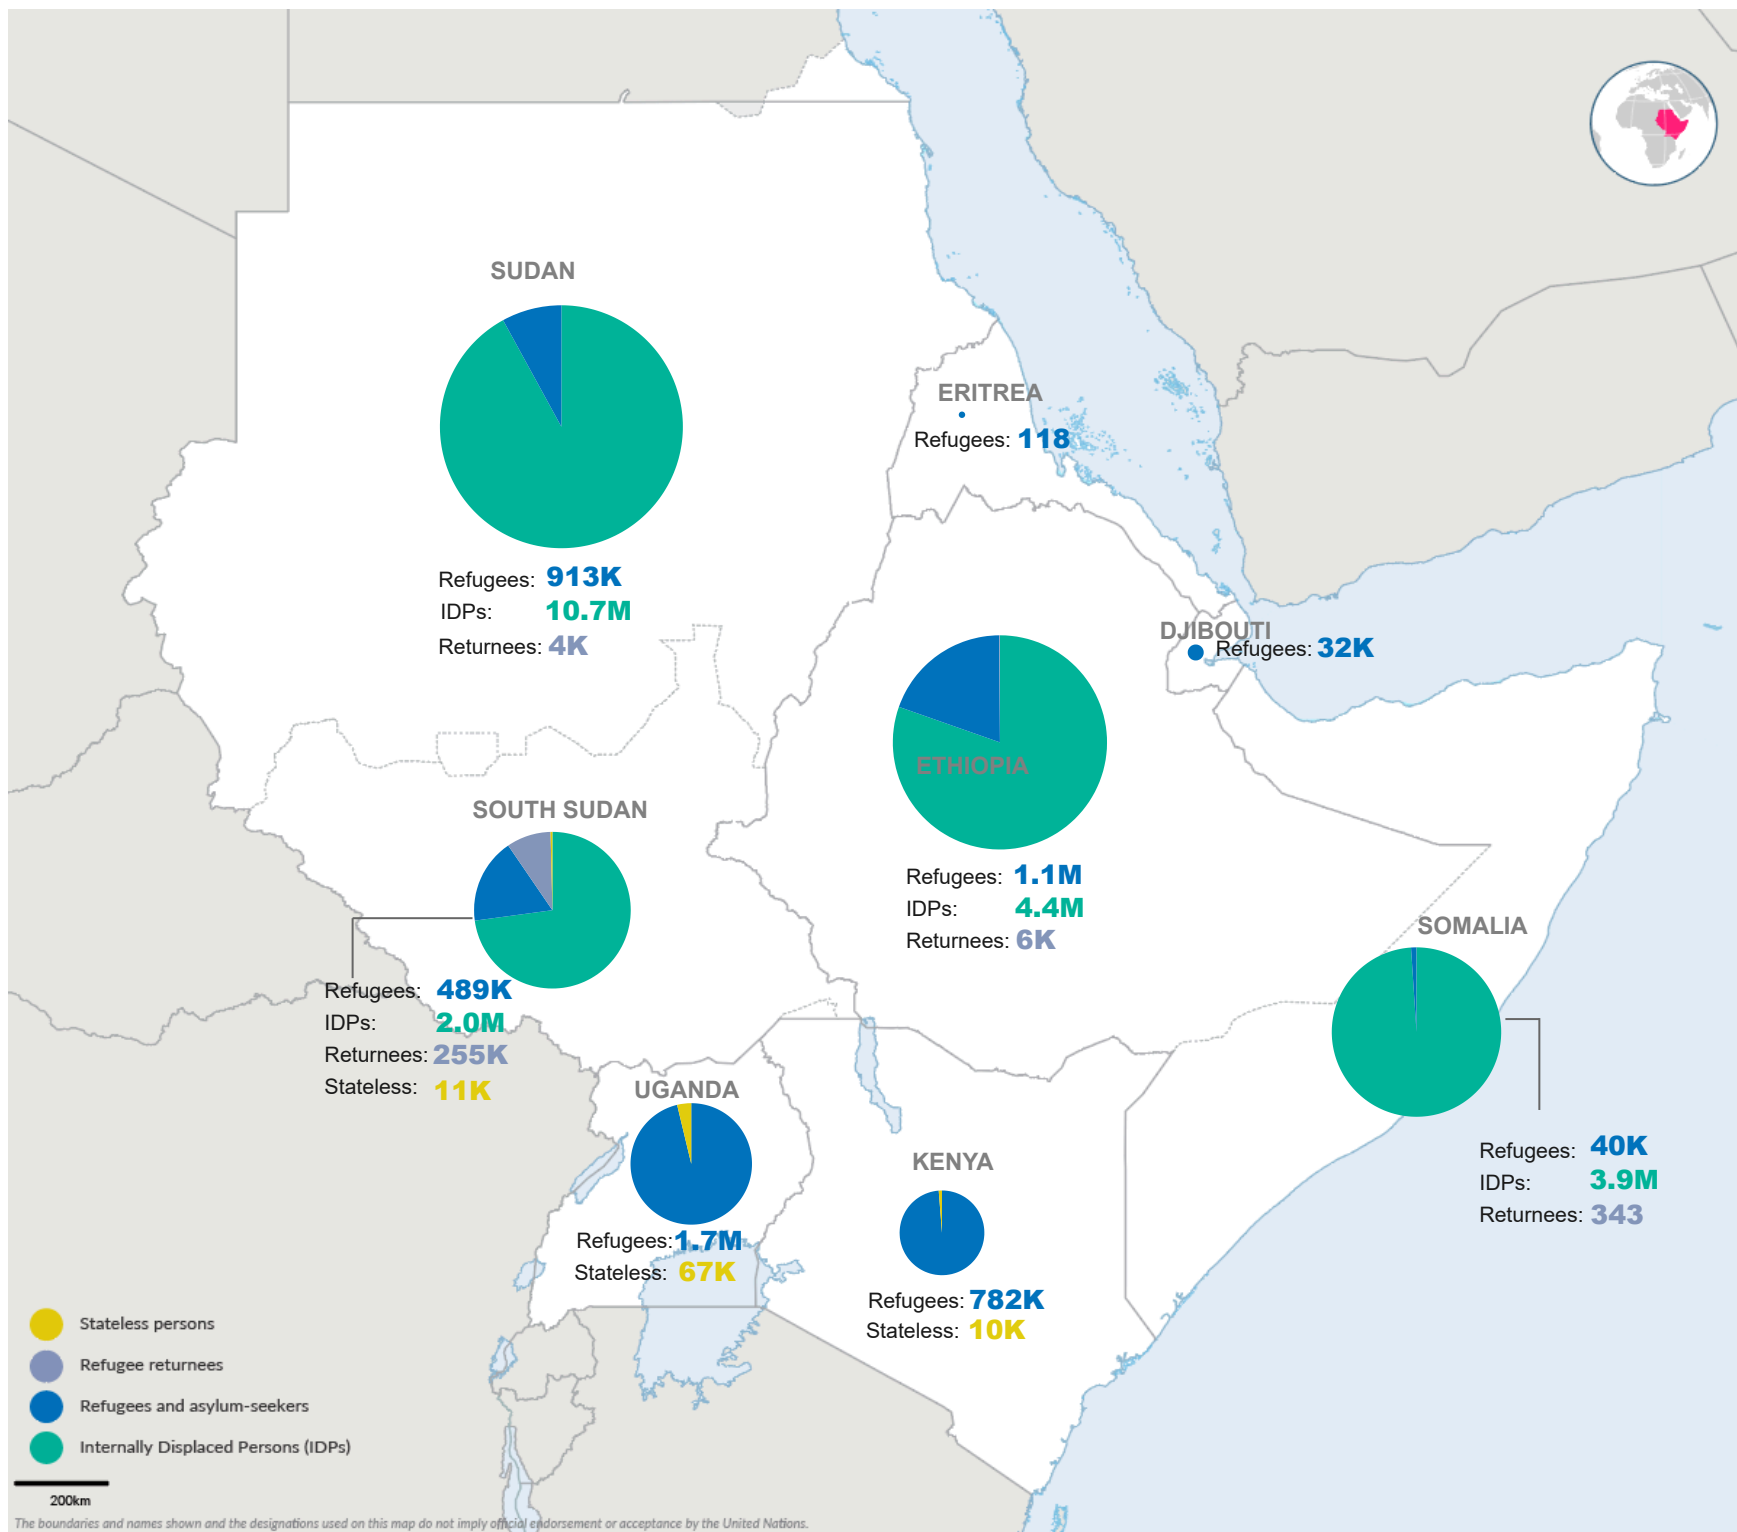 SUDAN
Refugees: 913K
IDPs: 10.7M
Returnees: 4K
ERITREA
Refugees: 118
DJIBOUTI
Refugees: 32K
ETHIOPIA
Refugees: 1.1M
IDPs: 4.4M
Returnees: 6K
SOUTH SUDAN
Refugees: 489K
IDPs: 2.0M
Returnees: 255K
Stateless: 11K
SOMALIA
Refugees: 40K
IDPs: 3.9M
Returnees: 343
UGANDA
Refugees: 1.7M
Stateless: 67K
KENYA
Refugees: 782K
Stateless: 10K
Stateless persons
Refugee returnees
Refugees and asylum-seekers
Internally Displaced Persons (IDPs)
200km
The boundaries and names shown and the designations used on this map do not imply official endorsement or acceptance by the United Nations.